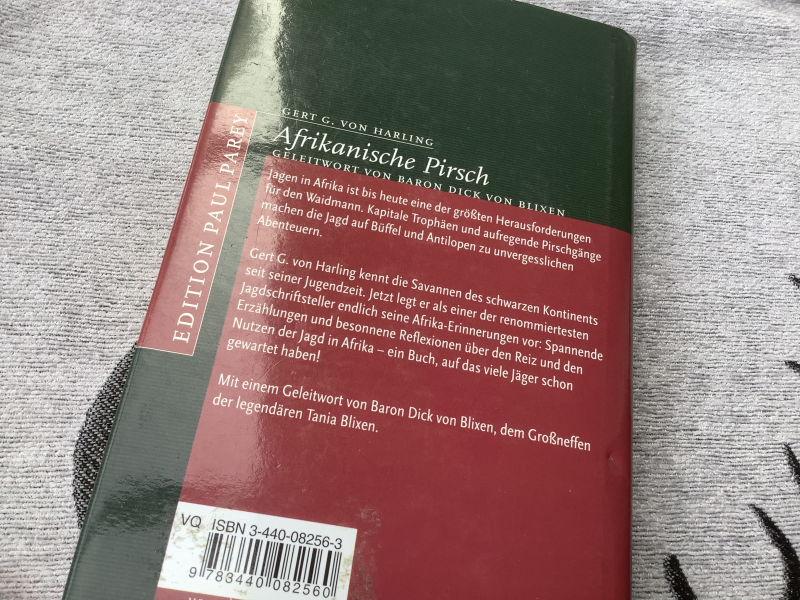 EDITION PAUL PAREY
GERT G. VON HARLING
Afrikanische Pirsch
GELEITWORT VON BARON DICK VON BLIXEN
Jagen in Afrika ist bis heute eine der größten Herausforderungen
für den Waidmann. Kapitale Trophäen und aufregende Pirschgänge
machen die Jagd auf Büffel und Antilopen zu unvergesslichen
Abenteuern.
Gert G. von Harling kennt die Savannen des schwarzen Kontinents
seit seiner Jugendzeit. Jetzt legt er als einer der renommiertesten
Jagdschriftsteller endlich seine Afrika-Erinnerungen vor: Spannende
Erzählungen und besonnene Reflexionen über den Reiz und den
Nutzen der Jagd in Afrika – ein Buch, auf das viele Jäger schon
gewartet haben!
Mit einem Geleitwort von Baron Dick von Blixen, dem Großneffen
der legendären Tania Blixen.
VQ ISBN 3-440-08256-3
9 783440 082560